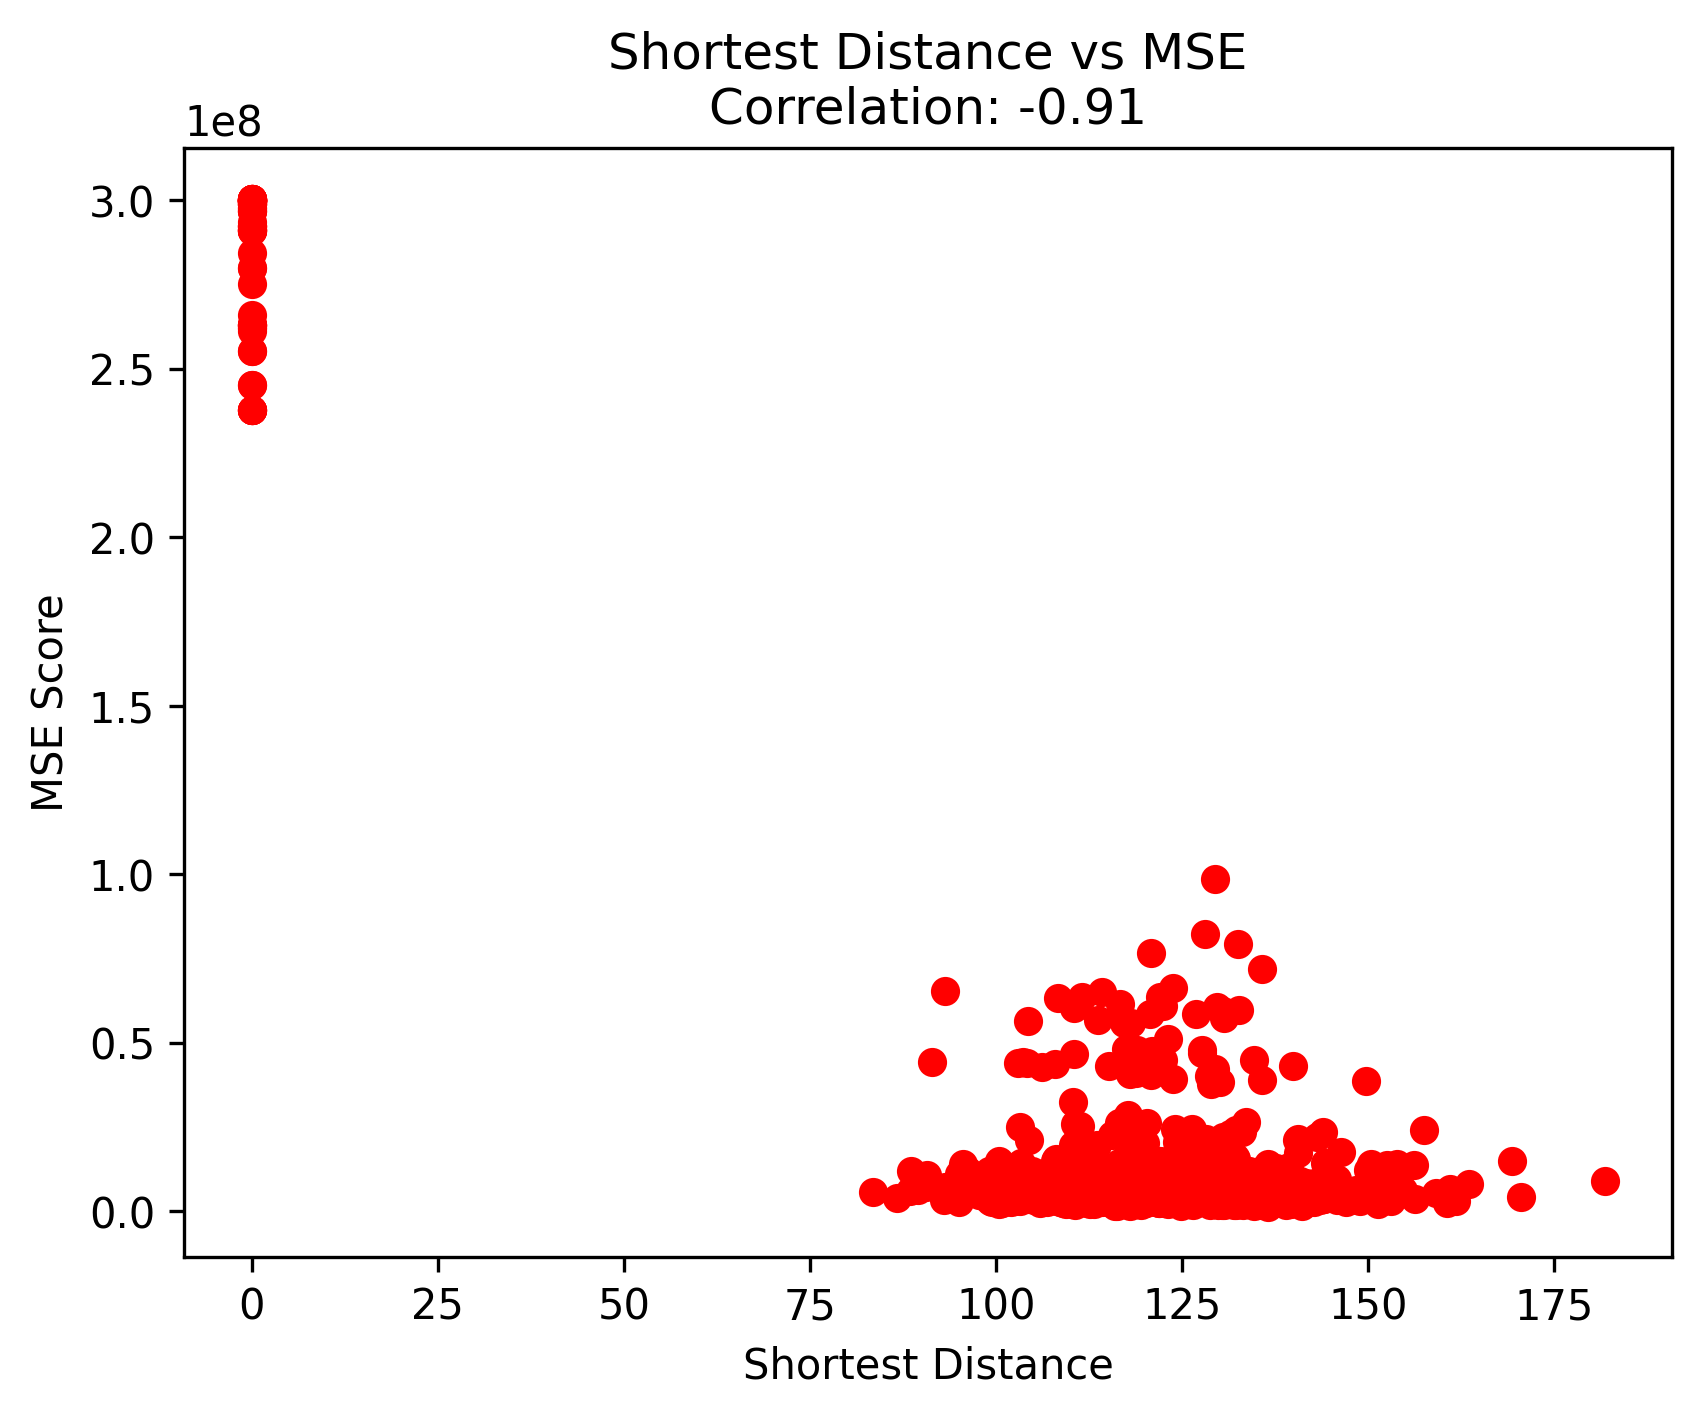 Shortest Distance vs MSE
Correlation: -0.91
1e8
3.0
2.5
2.0
1.5
1.0
0.5
0.0
MSE Score
0 25 50 75 100 125 150 175
Shortest Distance